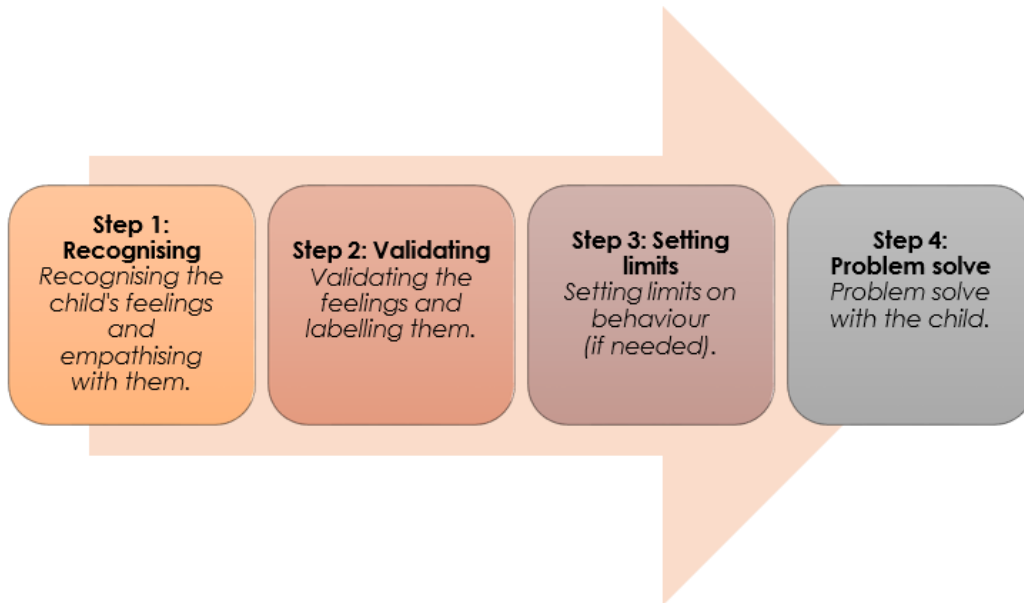 Step 1:
Recognising
Recognising the
child's feelings
and
empathising
with them.
Step 2: Validating
Validating the
feelings and
labelling them.
Step 3: Setting
limits
Setting limits on
behaviour
(if needed).
Step 4:
Problem solve
Problem solve
with the child.